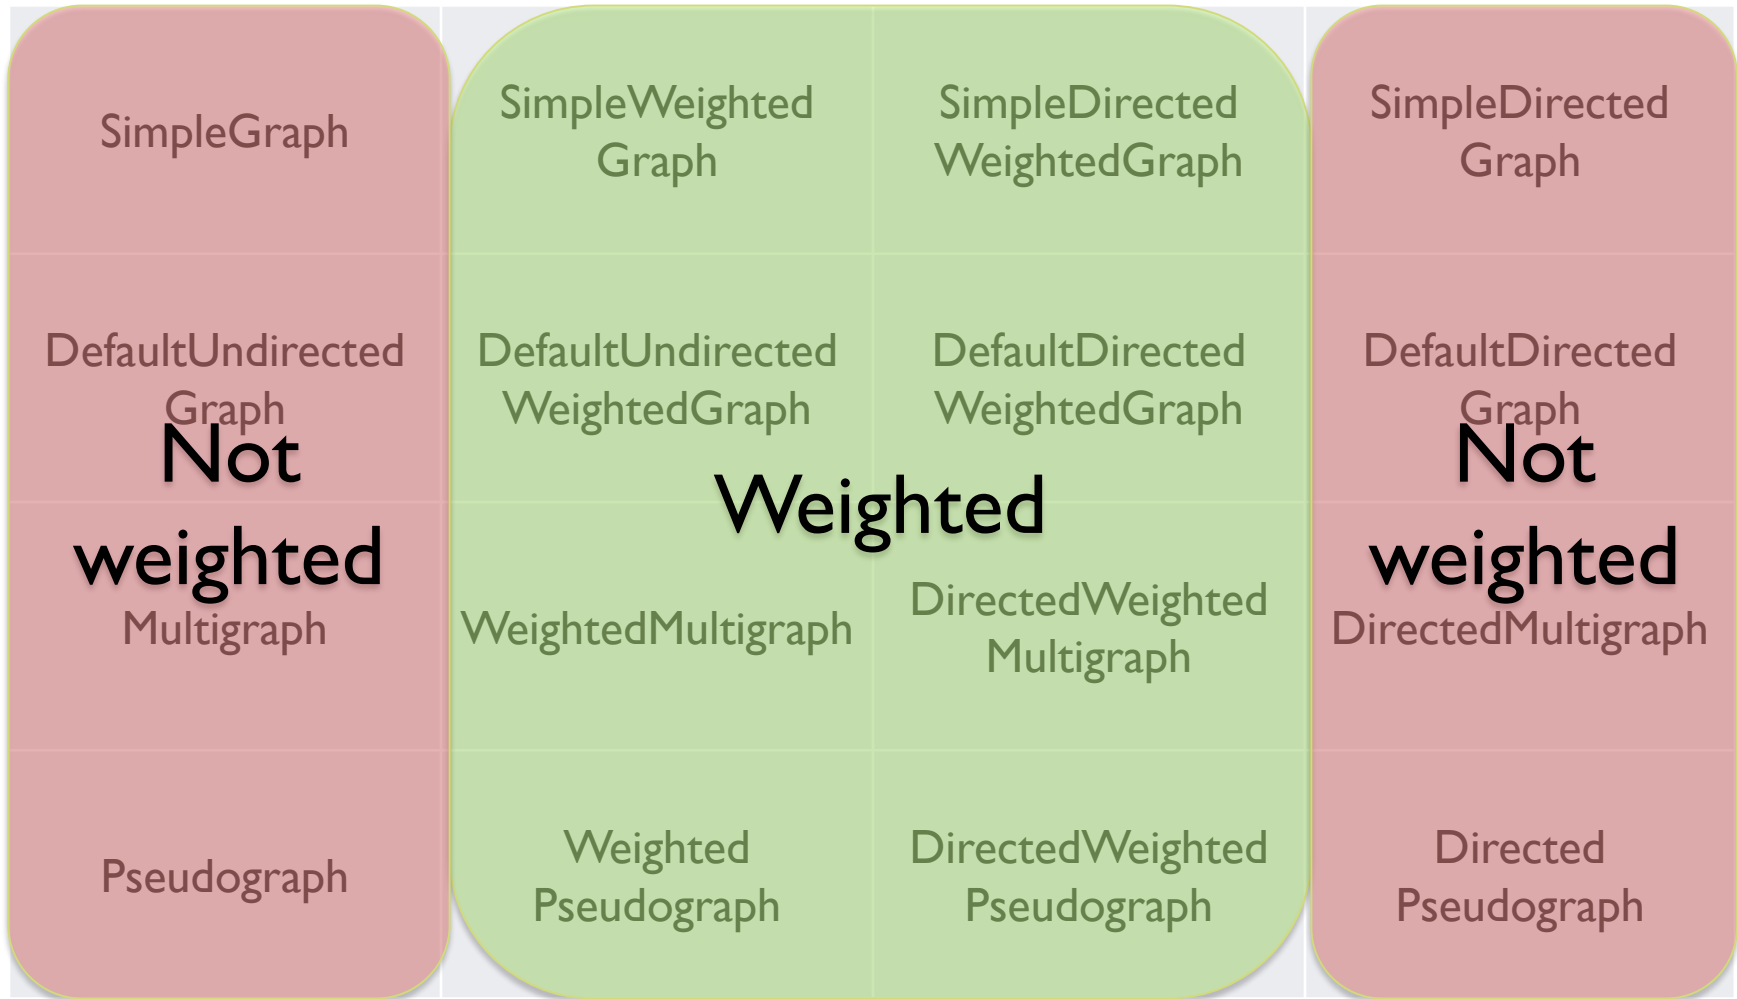 SimpleGraph
SimpleWeighted
Graph
SimpleDirected
WeightedGraph
SimpleDirected
Graph
DefaultUndirected
Graph
DefaultUndirected
WeightedGraph
DefaultDirected
WeightedGraph
DefaultDirected
Graph
Not
weighted
Weighted
Not
weighted
Multigraph
WeightedMultigraph
DirectedWeighted
Multigraph
DirectedMultigraph
Pseudograph
Weighted
Pseudograph
DirectedWeighted
Pseudograph
Directed
Pseudograph